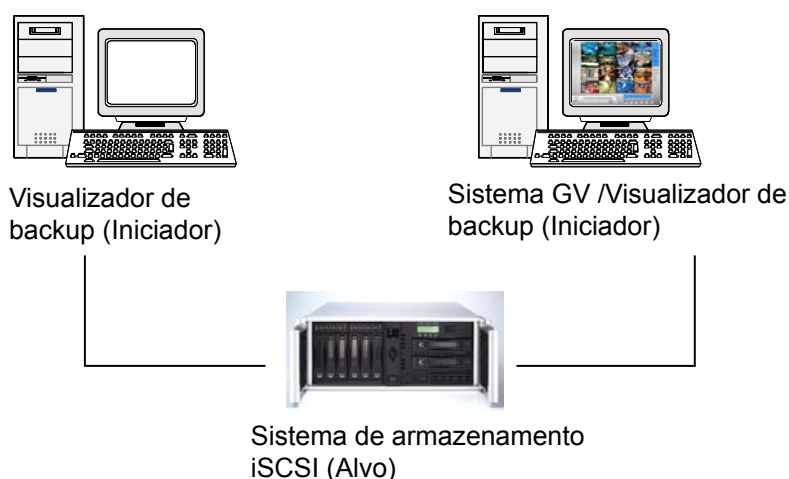 Visualizador de
backup (Iniciador)
Sistema GV /Visualizador de
backup (Iniciador)
Sistema de armazenamento
iSCSI (Alvo)